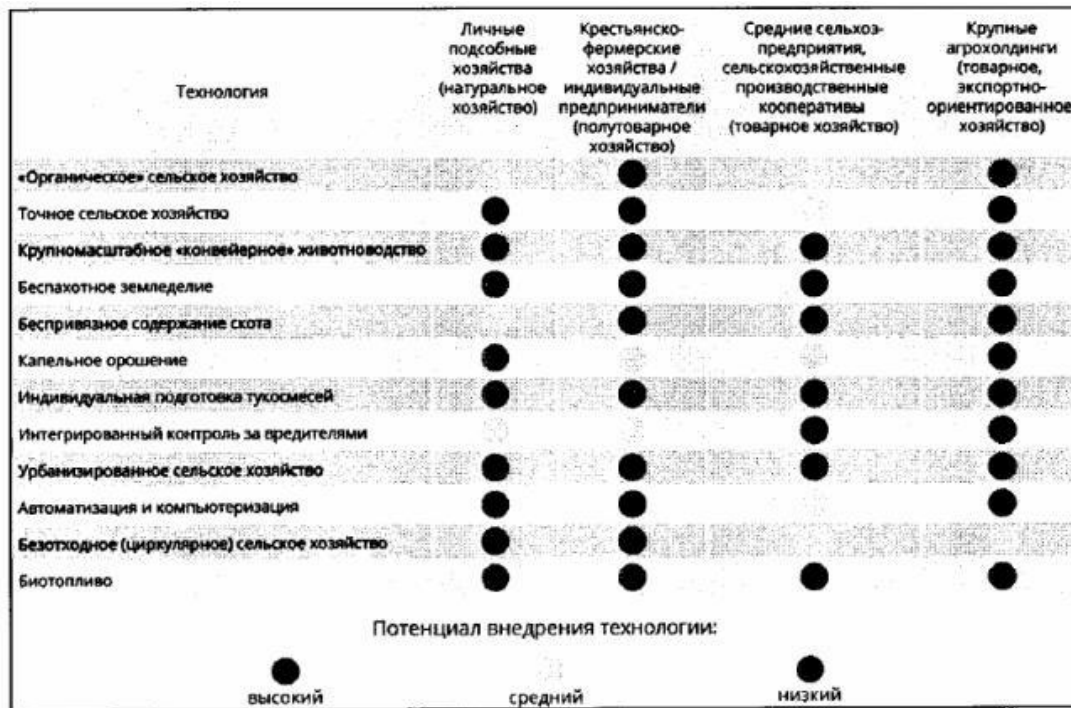 Технология
Личные
подсобные
хозяйства
(натуральное
хозяйство)
Крестьянско-
фермерские
хозяйства /
индивидуальные
предприниматели
(полутоварное
хозяйство)
Средние сельхоз-
предприятия,
сельскохозяйственные
производственные
кооперативы
(товарное хозяйство)
Крупные
агрохолдинги
(товарное,
экспортно-
ориентированное
хозяйство)
«Органическое» сельское хозяйство
Точное сельское хозяйство
Крупномасштабное «конвейерное» животноводство
Беспахотное земледелие
Беспривязное содержание скота
Капельное орошение
Индивидуальная подготовка тукосмесей
Интегрированный контроль за вредителями
Урбанизированное сельское хозяйство
Автоматизация и компьютеризация
Безотходное (циркулярное) сельское хозяйство
Биотопливо
Потенциал внедрения технологии:
высокий
средний
низкий